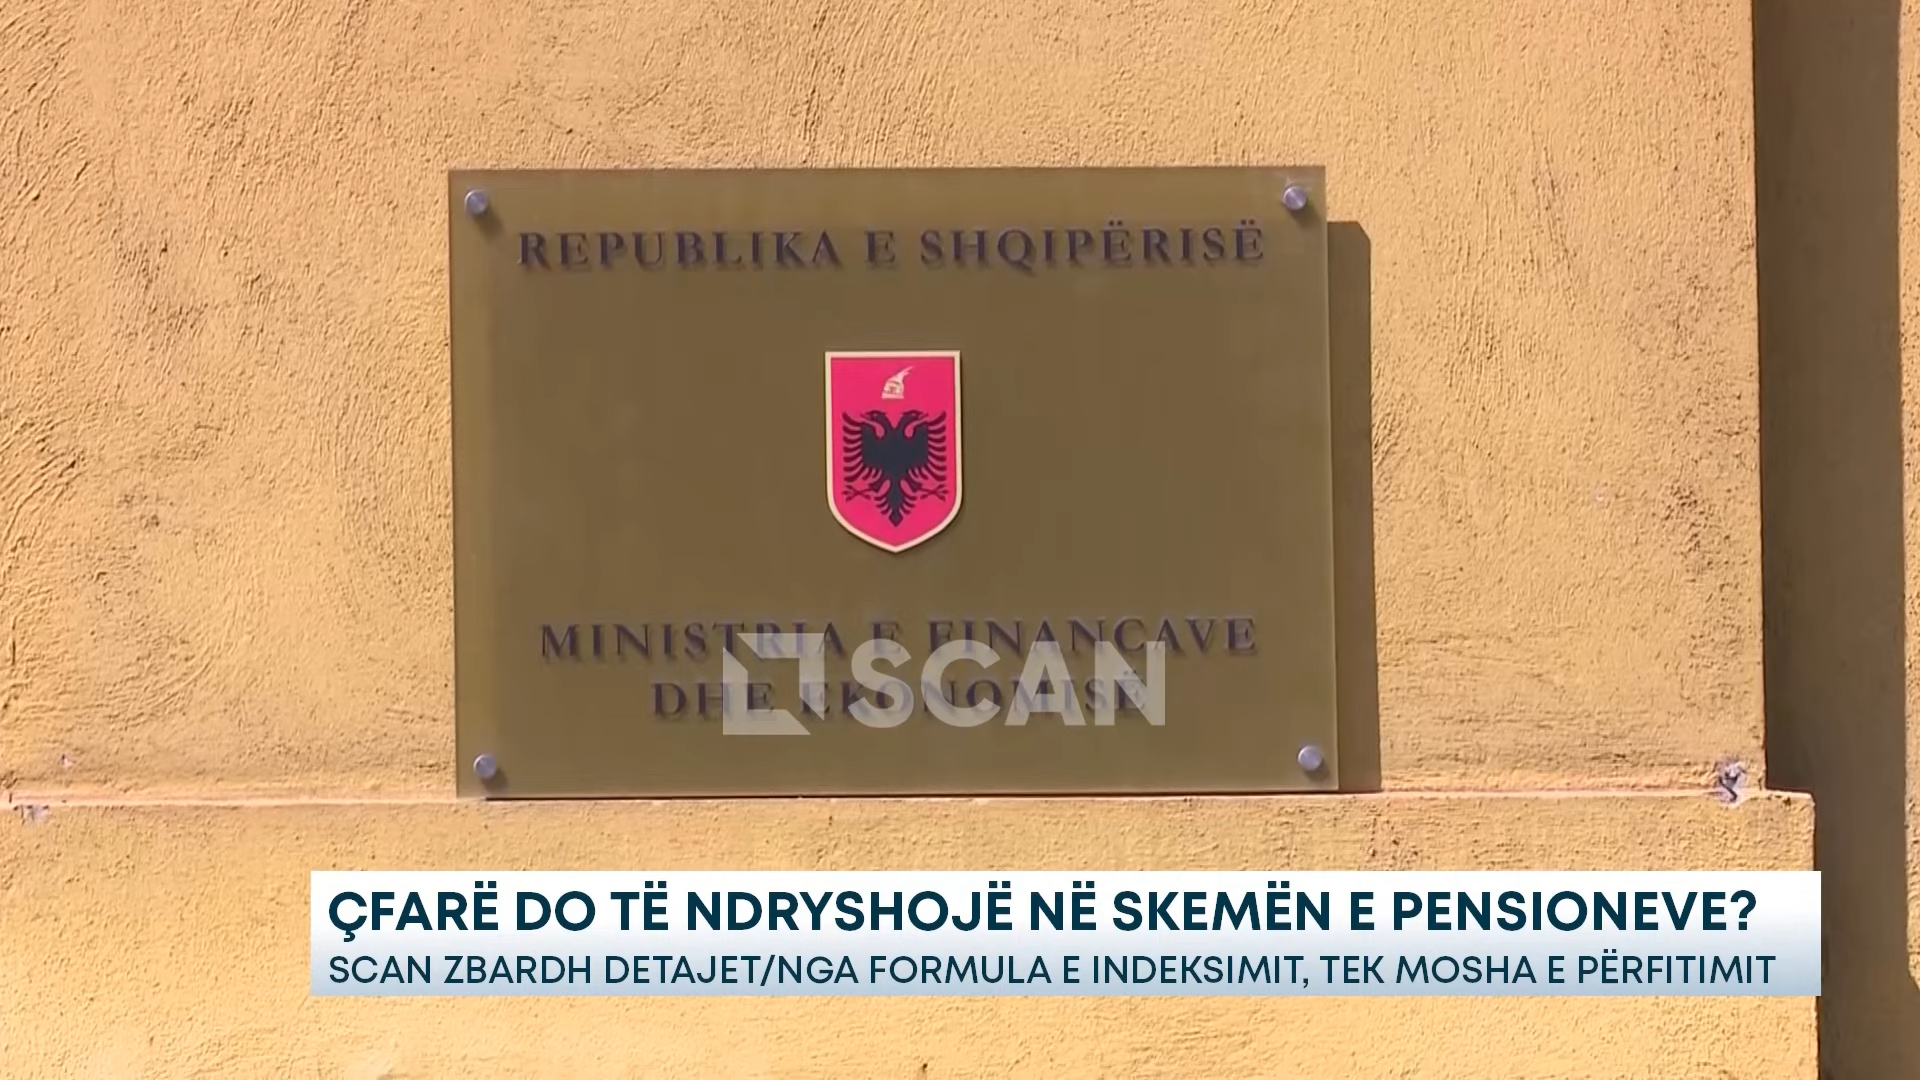 REPUBLIKA E SHQIPËRISË
MINISTRIA E FINANCAVE
DHE EKONOMISË
SCAN
ÇFARË DO TË NDRYSHOJË NË SKEMËN E PENSIONEVE?
SCAN ZBARDH DETAJET/NGA FORMULA E INDEKSIMIT, TEK MOSHA E PËRFITIMIT